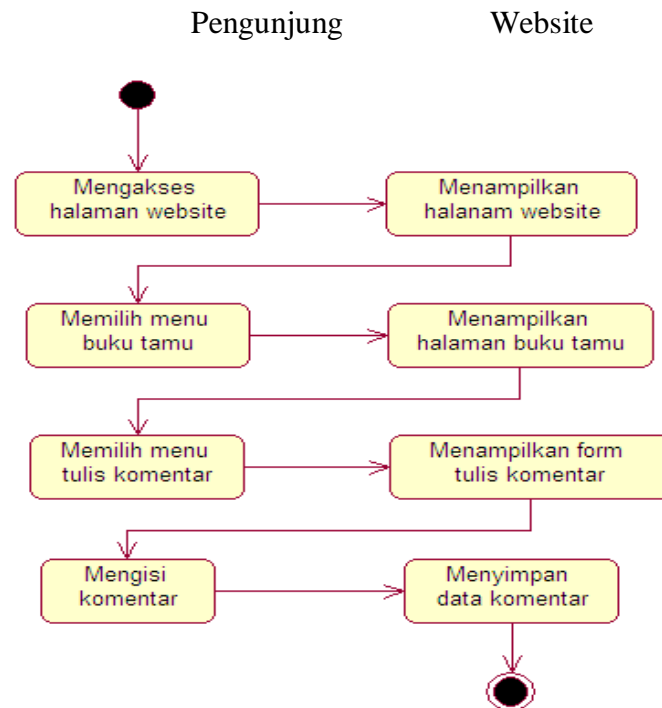 Pengunjung Website
Mengakses
halaman website
Menampilkan
halanam website
Memilih menu
buku tamu
Menampilkan
halaman buku tamu
Memilih menu
tulis komentar
Menampilkan form
tulis komentar
Mengisi
komentar
Menyimpan
data komentar